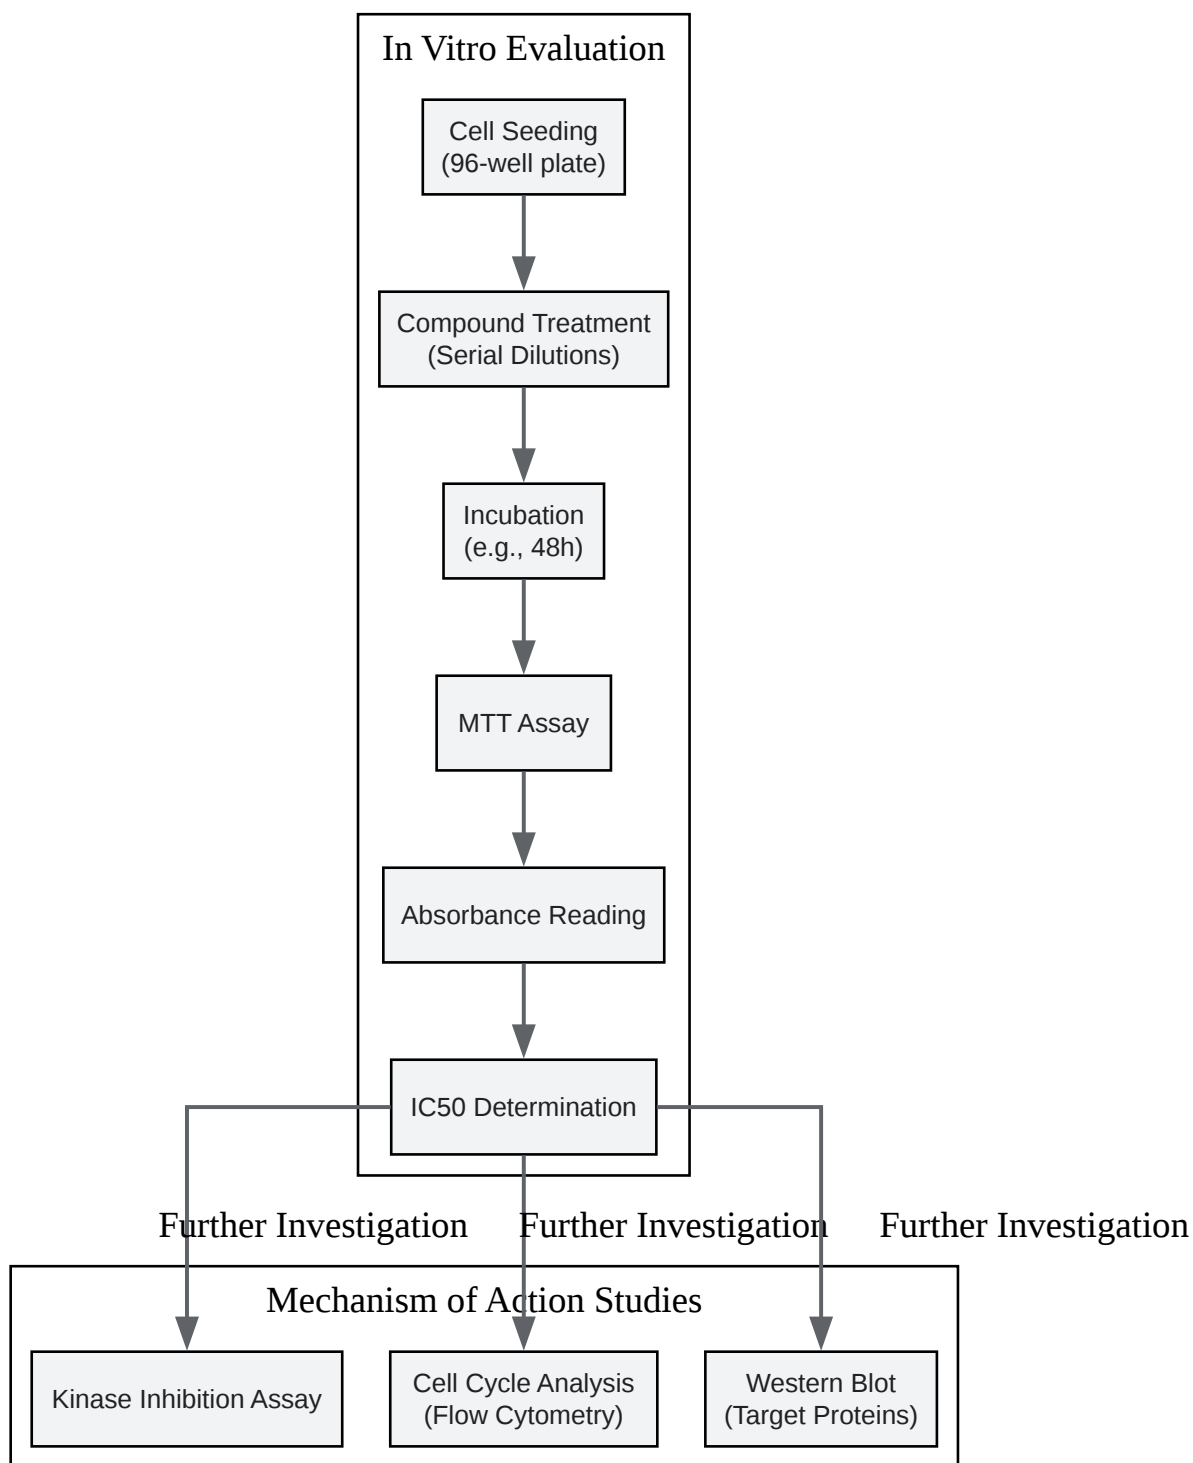 In Vitro Evaluation
Cell Seeding
(96-well plate)
Compound Treatment
(Serial Dilutions)
Incubation
(e.g., 48h)
MTT Assay
Absorbance Reading
IC50 Determination
Further Investigation
Further Investigation
Further Investigation
Mechanism of Action Studies
Kinase Inhibition Assay
Cell Cycle Analysis
(Flow Cytometry)
Western Blot
(Target Proteins)